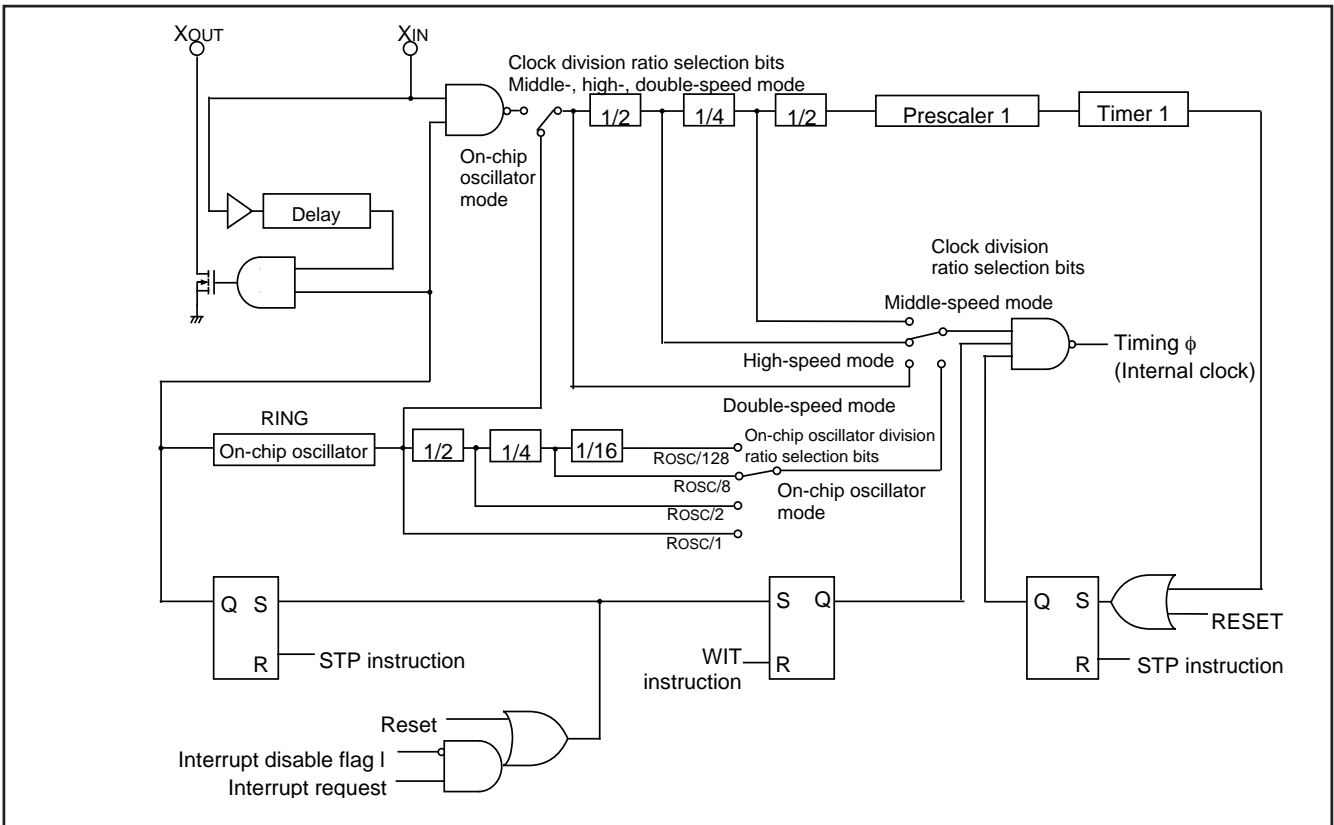 XOUT
XIN
Clock division ratio selection bits
Middle-, high-, double-speed mode
1/2
1/4
1/2
Prescaler 1
Timer 1
On-chip
oscillator
mode
Delay
Clock division
ratio selection bits
Middle-speed mode
High-speed mode
Timing ϕ
(Internal clock)
Double-speed mode
RING
On-chip oscillator
1/2
1/4
1/16
On-chip oscillator division
ratio selection bits
ROSC/128
ROSC/8
On-chip oscillator
mode
ROSC/2
ROSC/1
Q S
R
STP instruction
S Q
R
WIT
instruction
Q S
R
RESET
STP instruction
Reset
Interrupt disable flag I
Interrupt request